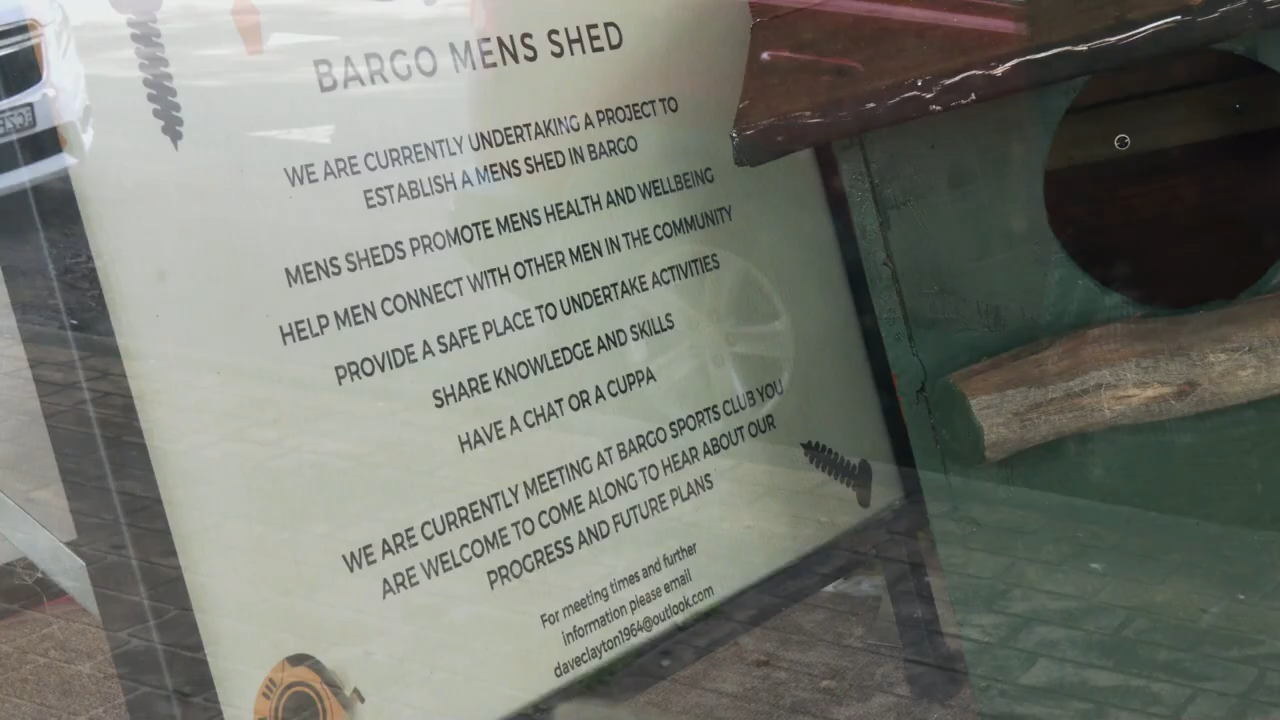 BARGO MENS SHED
WE ARE CURRENTLY UNDERTAKING A PROJECT TO
ESTABLISH A MENS SHED IN BARGO
MENS SHEDS PROMOTE MENS HEALTH AND WELLBEING
HELP MEN CONNECT WITH OTHER MEN IN THE COMMUNITY
PROVIDE A SAFE PLACE TO UNDERTAKE ACTIVITIES
SHARE KNOWLEDGE AND SKILLS
HAVE A CHAT OR A CUPPA
WE ARE CURRENTLY MEETING AT BARGO SPORTS CLUB YOU
ARE WELCOME TO COME ALONG TO HEAR ABOUT OUR
PROGRESS AND FUTURE PLANS
For meeting times and further
information please email
daveclayton1964@outlook.com